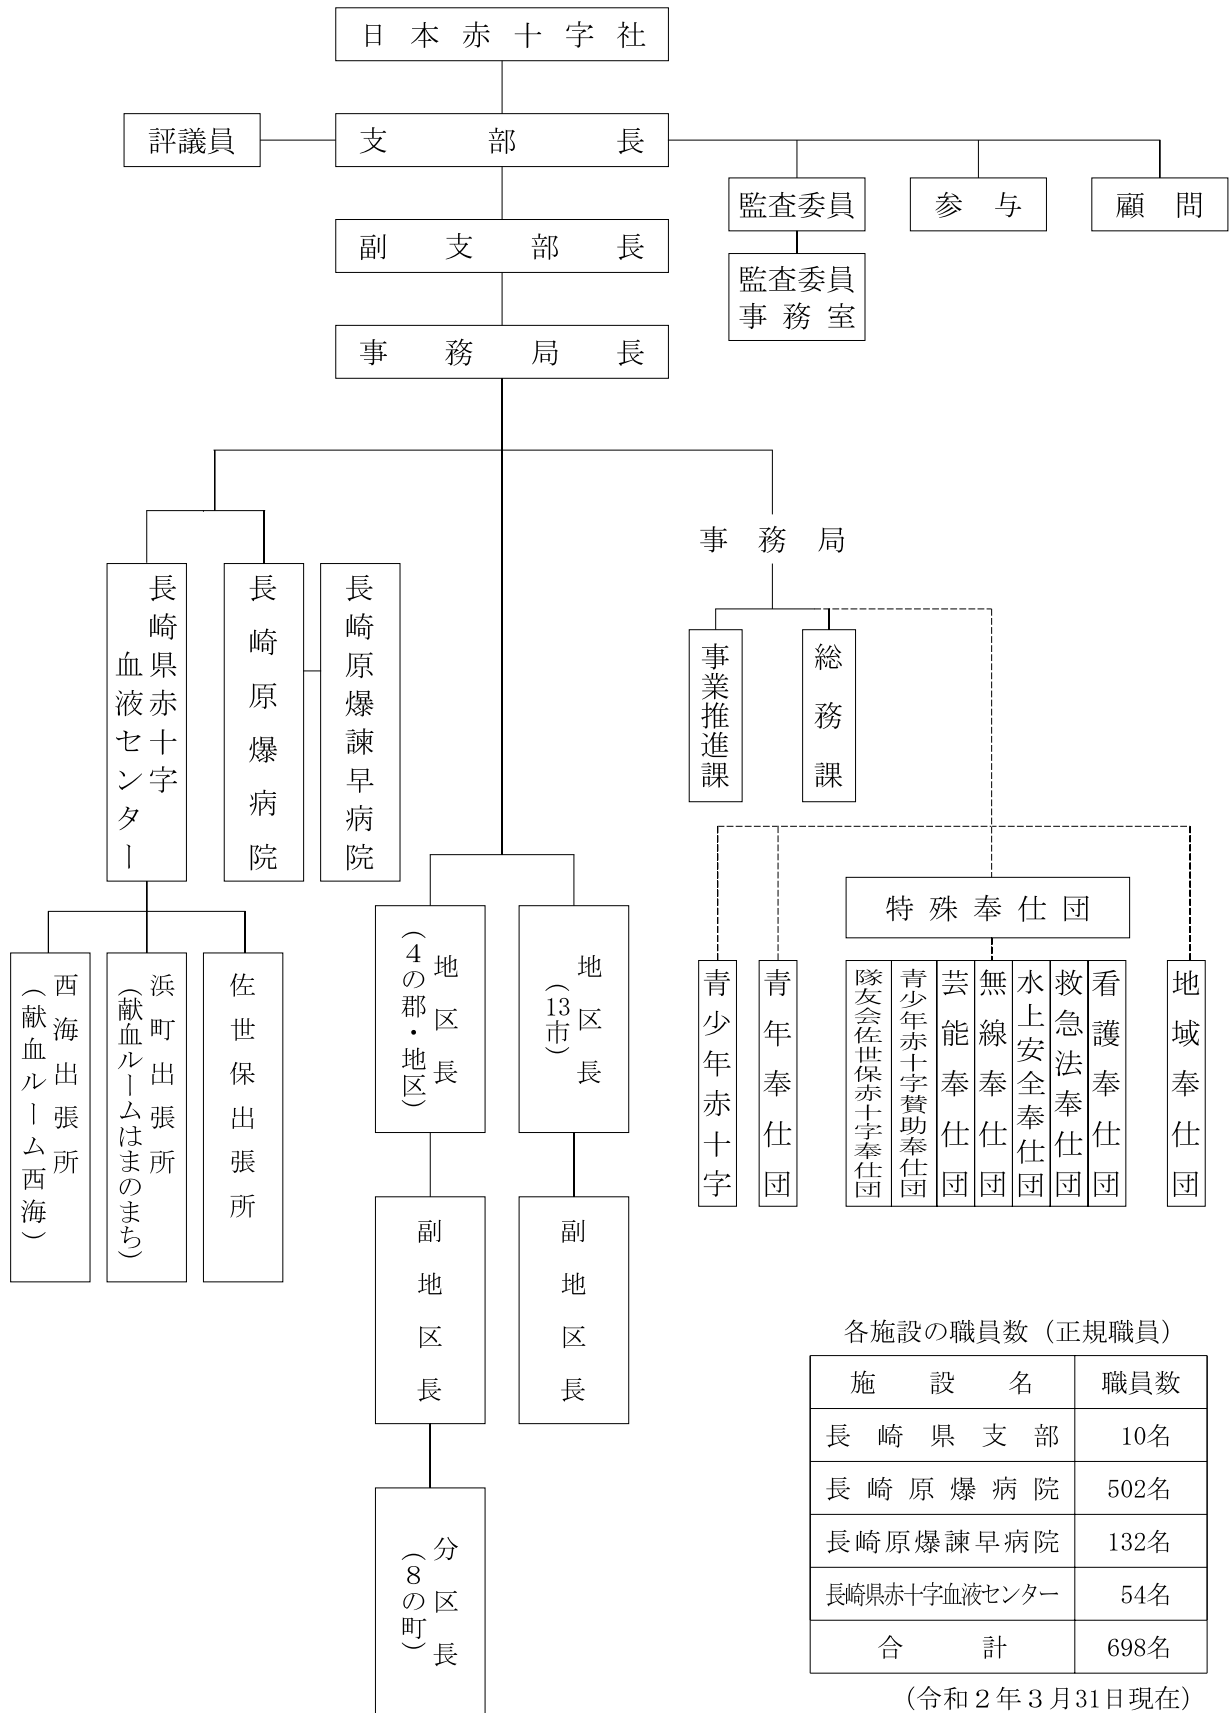 日本赤十字社
評議員
支部長
監査委員
参与
顧問
副支部長
監査委員
事務室
事務局長
事務局
長崎県赤十字
血液センター
長崎原爆病院
長崎原爆諫早病院
事業推進課
総務課
特殊奉仕団
西海出張所
(献血ルーム西海)
浜町出張所
(献血ルームはまのまち)
佐世保出張所
地区長
(4の郡・地区)
地区長
(13市)
青少年赤十字
青年奉仕団
隊友会佐世保赤十字奉仕団
青少年赤十字賛助奉仕団
芸能奉仕団
無線奉仕団
水上安全奉仕団
救急法奉仕団
看護奉仕団
地域奉仕団
副地区長
副地区長
分区長
(8の町)
各施設の職員数（正規職員）
施設名 職員数
長崎県支部 10名
長崎原爆病院 502名
長崎原爆諫早病院 132名
長崎県赤十字血液センター 54名
合計 698名
(令和２年３月31日現在)